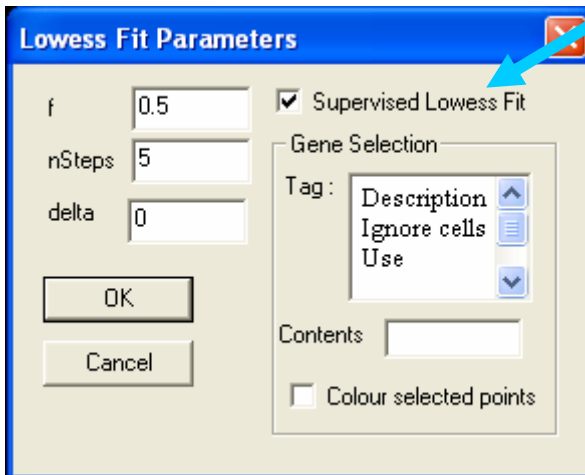 Lowess Fit Parameters
f 0.5
Supervised Lowess Fit
nSteps 5
delta 0
Gene Selection
Tag :
Description
Ignore cells
Use
Contents
Colour selected points
OK
Cancel